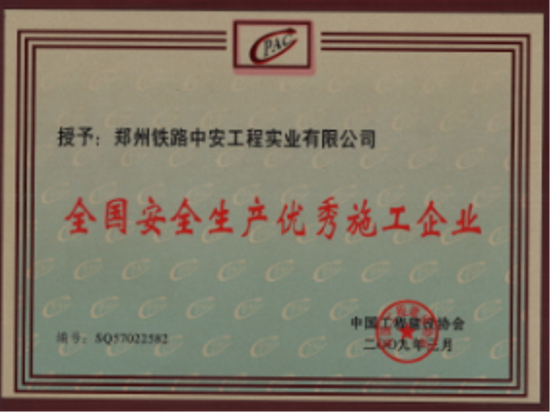 CPAC
授予：郑州铁路中安工程实业有限公司
全国安全生产优秀施工企业
编号：SQ57022582
中国工程建设协会
二〇〇九年三月